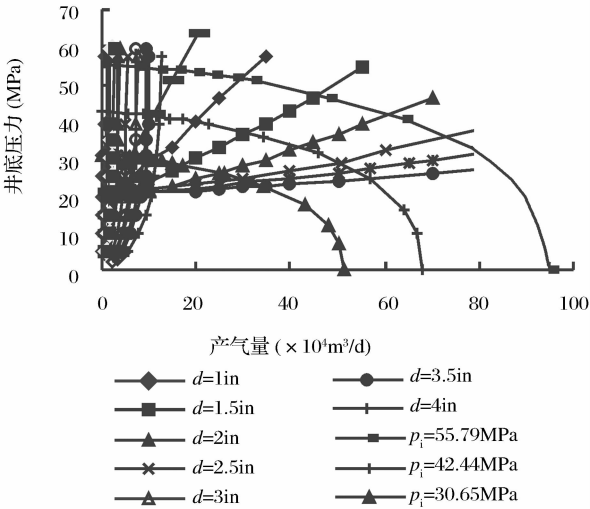 70
60
50
40
30
20
10
0
井底压力 (MPa)
0
20
40
60
80
100
产气量 (×10⁴m³/d)
d=1in
d=1.5in
d=2in
d=2.5in
d=3in
d=3.5in
d=4in
pᵢ=55.79MPa
pᵢ=42.44MPa
pᵢ=30.65MPa